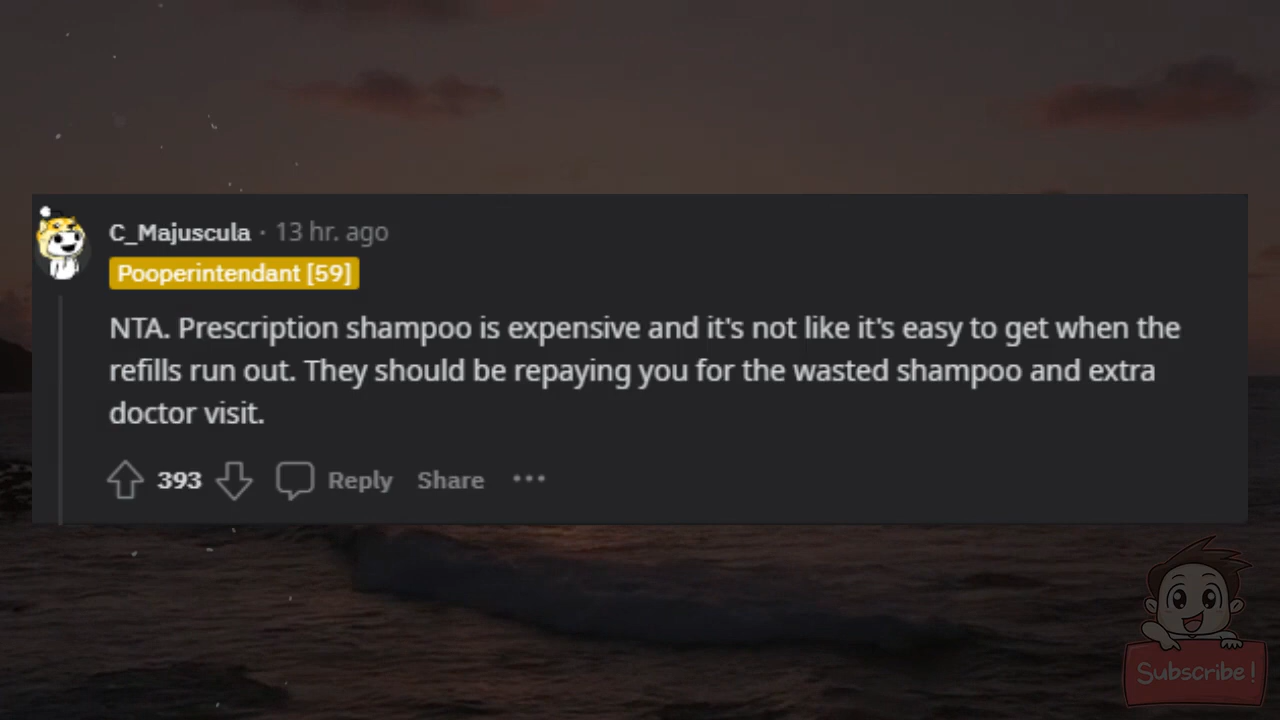 C_Majuscula · 13 hr. ago
Pooperintendant [59]
NTA. Prescription shampoo is expensive and it's not like it's easy to get when the
refills run out. They should be repaying you for the wasted shampoo and extra
doctor visit.
393 Reply Share ···
Subscribe!